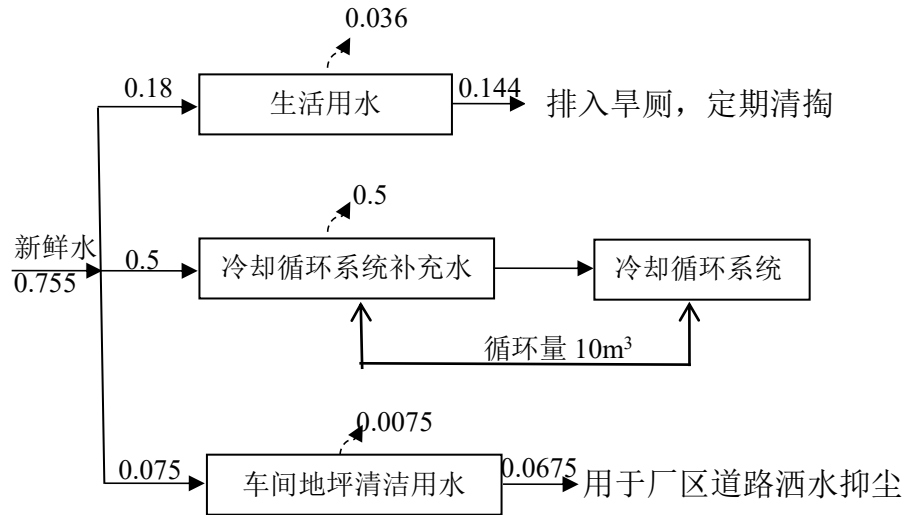 0.036
0.18
生活用水
0.144
排入旱厕，定期清掏
0.5
新鲜水
0.755
0.5
冷却循环系统补充水
冷却循环系统
循环量 10m³
0.0075
0.075
车间地坪清洁用水
0.0675
用于厂区道路洒水抑尘